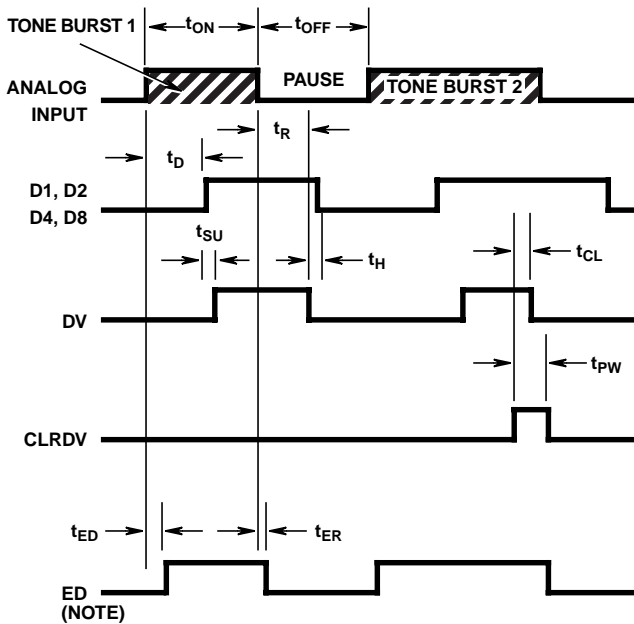 TONE BURST 1
tON
tOFF
ANALOG
INPUT
PAUSE
TONE BURST 2
tR
tD
D1, D2
D4, D8
tSU
tH
tCL
DV
tPW
CLRDV
tED
tER
ED
(NOTE)